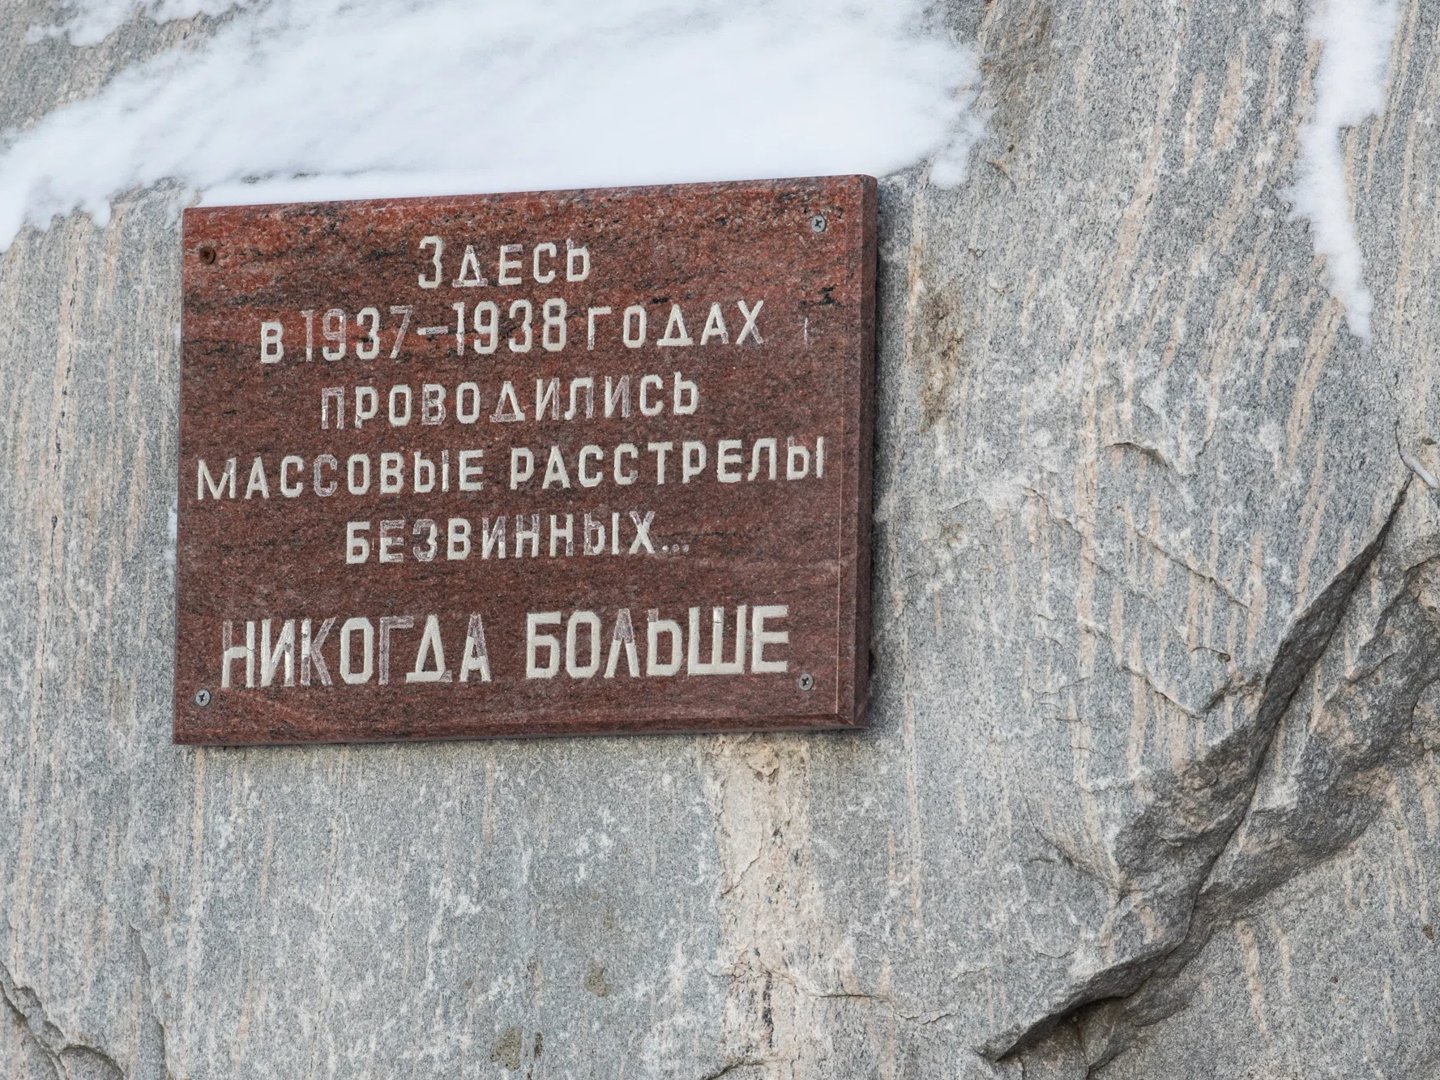 Здесь
в 1937-1938 годах
проводились
массовые расстрелы
безвинных...
никогда больше